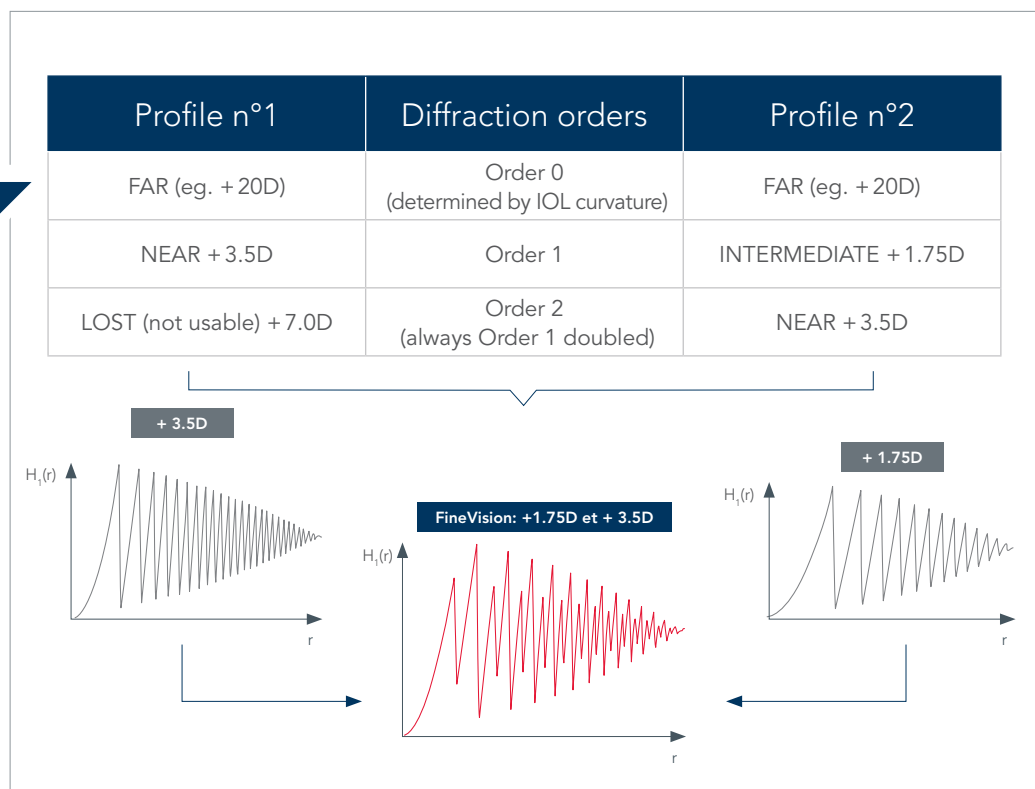 Profile n°1
Diffraction orders
Profile n°2
FAR (eg. +20D)
Order 0
(determined by IOL curvature)
FAR (eg. +20D)
NEAR +3.5D
Order 1
INTERMEDIATE +1.75D
LOST (not usable) +7.0D
Order 2
(always Order 1 doubled)
NEAR +3.5D
+ 3.5D
H₁(r)
r
FineVision: +1.75D et + 3.5D
H₁(r)
r
+ 1.75D
H₁(r)
r